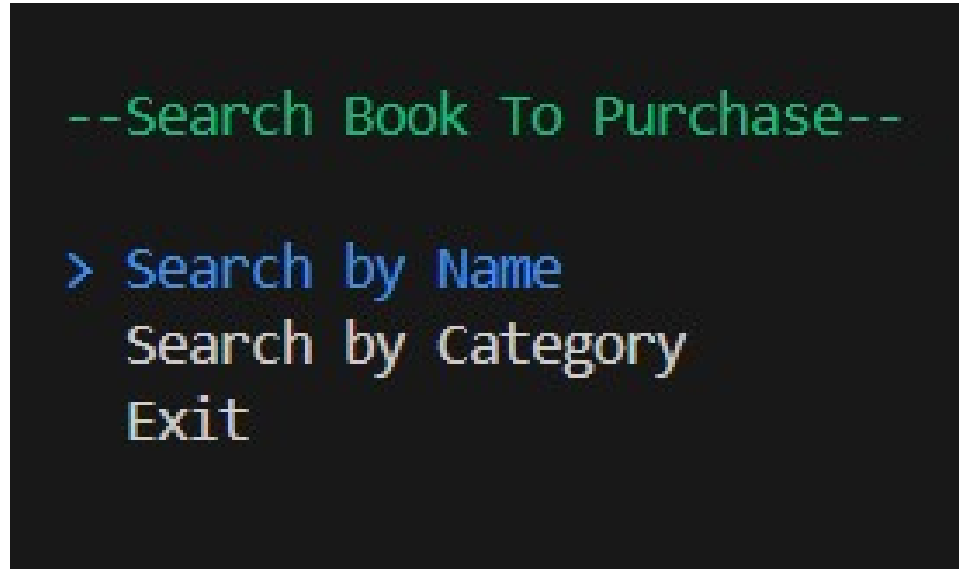 --Search Book To Purchase--
> Search by Name
Search by Category
Exit